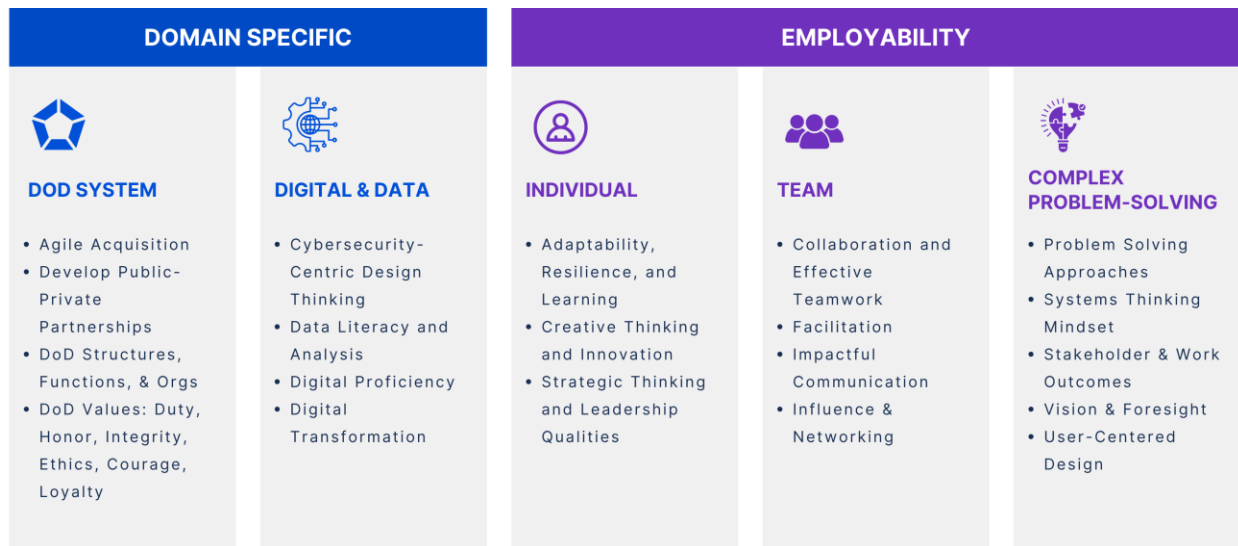 DOMAIN SPECIFIC
EMPLOYABILITY
DOD SYSTEM
• Agile Acquisition
• Develop Public-
Private
Partnerships
• DoD Structures,
Functions, & Orgs
• DoD Values: Duty,
Honor, Integrity,
Ethics, Courage,
Loyalty
DIGITAL & DATA
• Cybersecurity-
Centric Design
Thinking
• Data Literacy and
Analysis
• Digital Proficiency
• Digital
Transformation
INDIVIDUAL
• Adaptability,
Resilience, and
Learning
• Creative Thinking
and Innovation
• Strategic Thinking
and Leadership
Qualities
TEAM
• Collaboration and
Effective
Teamwork
• Facilitation
• Impactful
Communication
• Influence &
Networking
COMPLEX
PROBLEM-SOLVING
• Problem Solving
Approaches
• Systems Thinking
Mindset
• Stakeholder & Work
Outcomes
• Vision & Foresight
• User-Centered
Design